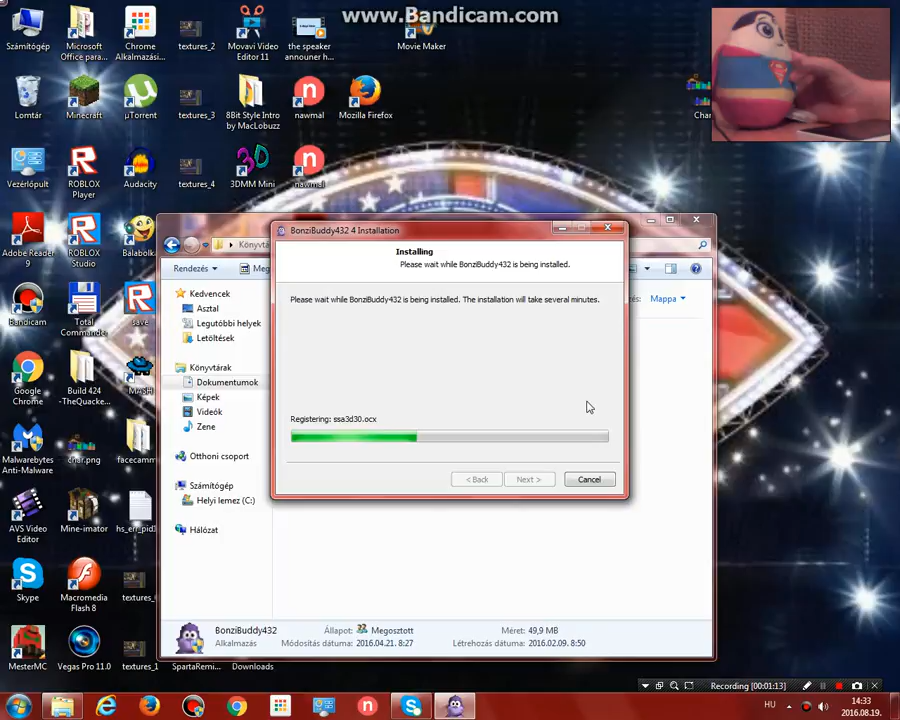 www.Bandicam.com
Számítógép
Microsoft Office para...
Chrome Alkalmazási...
textures_2
Movavi Video Editor 11
the speaker announer h...
Movie Maker
Lomtár
Minecraft
µTorrent
textures_3
8Bit Style Intro by MacLobuzz
nawmal
Mozilla Firefox
Vezérlőpult
ROBLOX Player
Audacity
textures_4
3DMM Mini
nawmal
Adobe Reader 9
ROBLOX Studio
Balabolk
Bandicam
Total Commande
save
Google Chrome
Build 424 -TheQuacke
MASH
Malwarebytes Anti-Malware
char.png
facecamm
AVS Video Editor
Mine-imator
hs_err_pid
Skype
Macromedia Flash 8
MesterMC
Vegas Pro 11.0
textures_1
SpartaRemi...
Downloads
Könyvtá
Rendezés
Meg
Mappa
Kedvencek
Asztal
Legutóbbi helyek
Letöltések
Könyvtárak
Dokumentumok
Képek
Videók
Zene
Otthoni csoport
Számítógép
Helyi lemez (C:)
Hálózat
BonziBuddy432 4 Installation
Installing
Please wait while BonziBuddy432 is being installed.
Please wait while BonziBuddy432 is being installed. The installation will take several minutes.
Registering: ssa3d30.ocx
< Back
Next >
Cancel
BonziBuddy432
Állapot:
Megosztott
Méret: 49,9 MB
Alkalmazás
Módosítás dátuma: 2016.04.21. 8:27
Létrehozás dátuma: 2016.02.09. 8:50
Recording [00:01:13]
HU
14:33
2016.08.19.